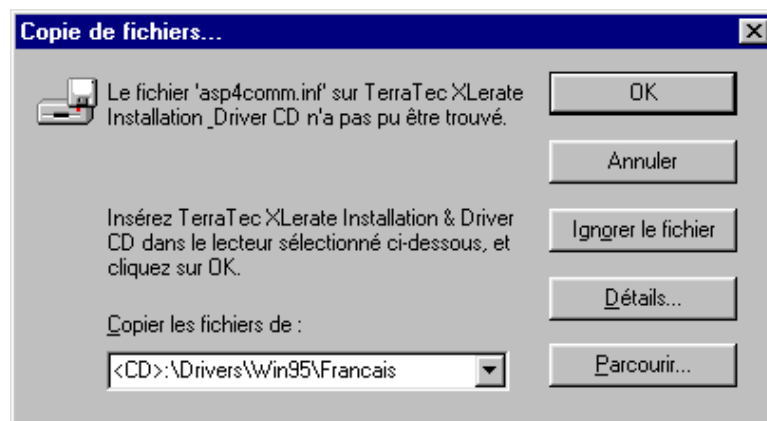 Copie de fichiers...
Le fichier 'asp4comm.inf' sur TerraTec XLerate
Installation _Driver CD n'a pas pu être trouvé.
OK
Annuler
Insérez TerraTec XLerate Installation & Driver
CD dans le lecteur sélectionné ci-dessous, et
cliquez sur OK.
Ignorer le fichier
Détails...
Copier les fichiers de :
<CD>:\Drivers\Win95\Francais
Parcourir...